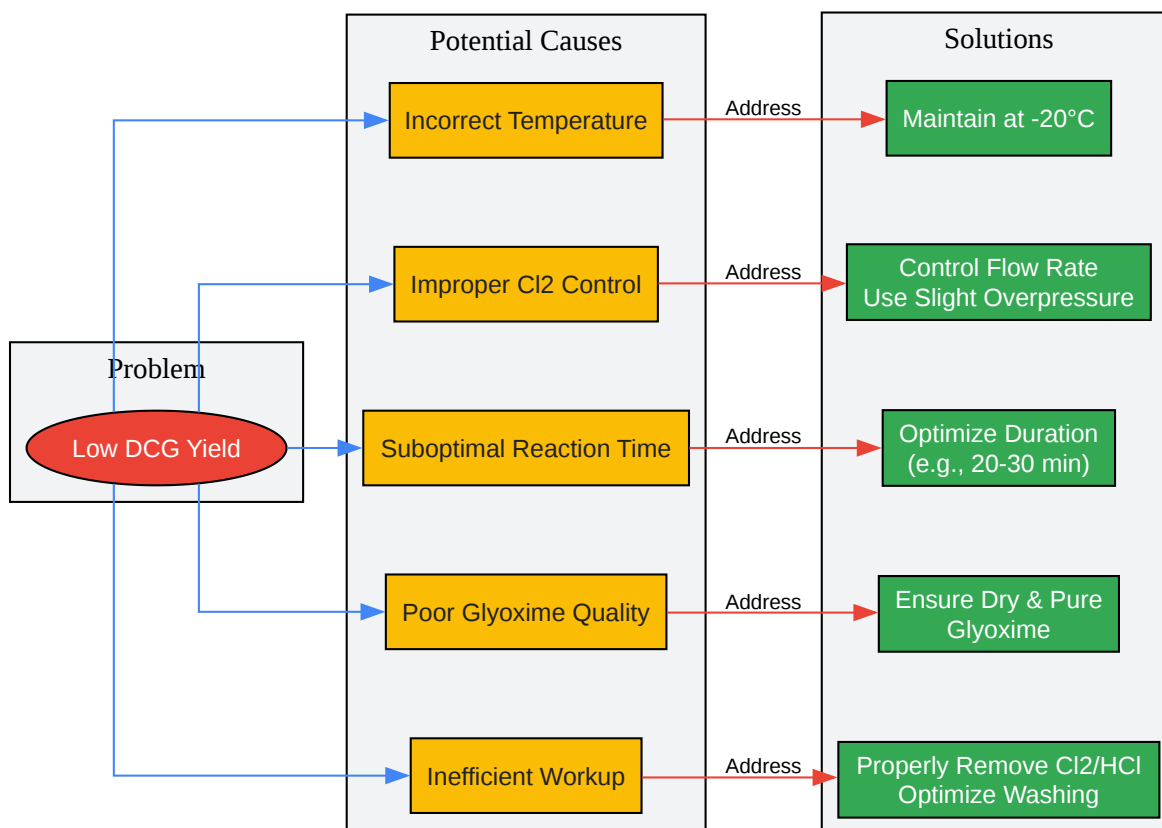 Potential Causes
Solutions
Incorrect Temperature
Address
Maintain at -20°C
Improper Cl2 Control
Address
Control Flow Rate
Use Slight Overpressure
Problem
Low DCG Yield
Suboptimal Reaction Time
Address
Optimize Duration
(e.g., 20-30 min)
Poor Glyoxime Quality
Address
Ensure Dry & Pure
Glyoxime
Inefficient Workup
Address
Properly Remove Cl2/HCl
Optimize Washing